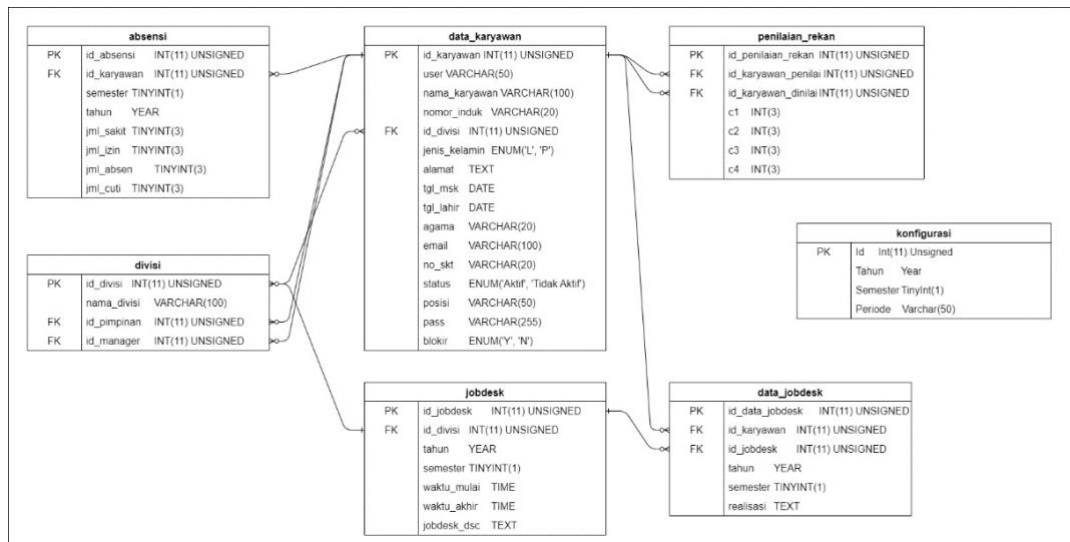 absensi
PK id_absensi INT(11) UNSIGNED
FK id_karyawan INT(11) UNSIGNED
semester TINYINT(1)
tahun YEAR
jml_sakit TINYINT(3)
jml_izin TINYINT(3)
jml_absen TINYINT(3)
jml_cuti TINYINT(3)
divisi
PK id_divisi INT(11) UNSIGNED
nama_divisi VARCHAR(100)
FK id_pimpinan INT(11) UNSIGNED
FK id_manager INT(11) UNSIGNED
data_karyawan
PK id_karyawan INT(11) UNSIGNED
user VARCHAR(50)
nama_karyawan VARCHAR(100)
nomor_induk VARCHAR(20)
FK id_divisi INT(11) UNSIGNED
jenis_kelamin ENUM('L', 'P')
alamat TEXT
tgl_msk DATE
tgl_lahir DATE
agama VARCHAR(20)
email VARCHAR(100)
no_skt VARCHAR(20)
status ENUM('Aktif', 'Tidak Aktif')
posisi VARCHAR(50)
pass VARCHAR(255)
blokir ENUM('Y', 'N')
jobdesk
PK id_jobdesk INT(11) UNSIGNED
FK id_divisi INT(11) UNSIGNED
tahun YEAR
semester TINYINT(1)
waktu_mulai TIME
waktu_akhir TIME
jobdesk_dsc TEXT
penilaian_rekan
PK id_penilaian_rekan INT(11) UNSIGNED
FK id_karyawan_penilai INT(11) UNSIGNED
FK id_karyawan_dinilai INT(11) UNSIGNED
c1 INT(3)
c2 INT(3)
c3 INT(3)
c4 INT(3)
konfigurasi
PK Id Int(11) Unsigned
Tahun Year
Semester TinyInt(1)
Periode Varchar(50)
data_jobdesk
PK id_data_jobdesk INT(11) UNSIGNED
FK id_karyawan INT(11) UNSIGNED
FK id_jobdesk INT(11) UNSIGNED
tahun YEAR
semester TINYINT(1)
realisasi TEXT